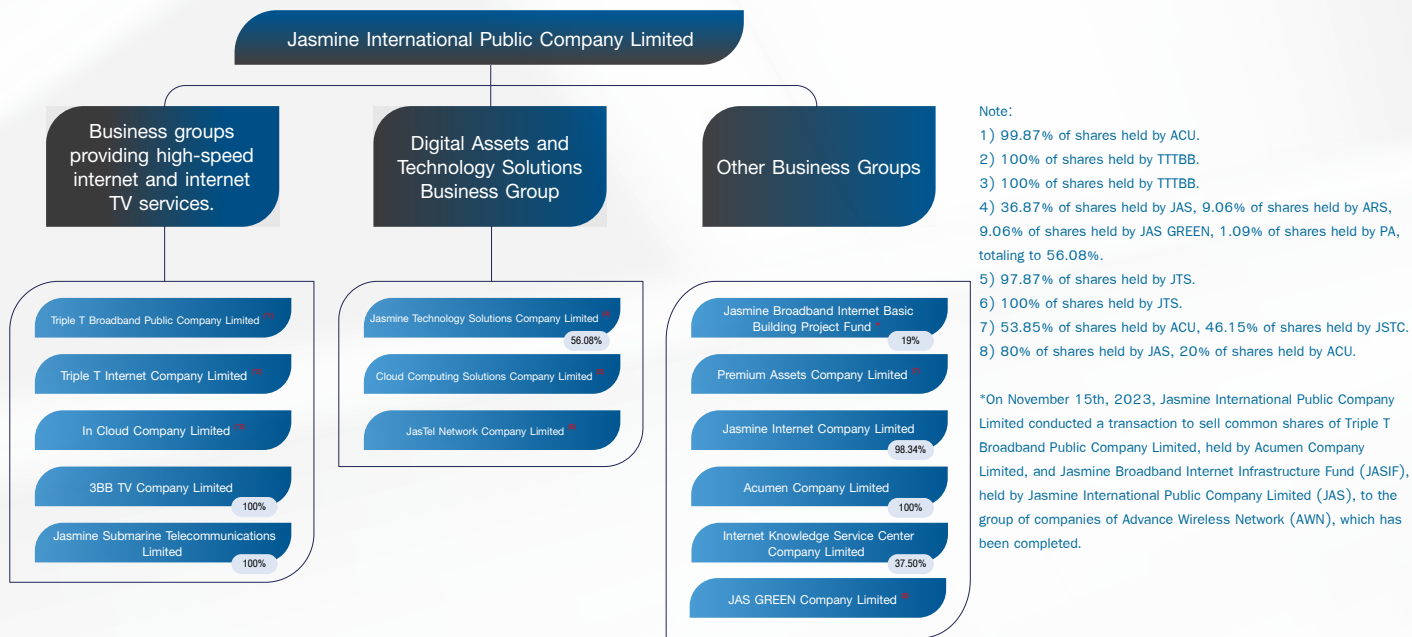 Jasmine International Public Company Limited
Business groups
providing high-speed
internet and internet
TV services.
Triple T Broadband Public Company Limited
Triple T Internet Company Limited
In Cloud Company Limited
3BB TV Company Limited
100%
Jasmine Submarine Telecommunications
Limited
100%
Digital Assets and
Technology Solutions
Business Group
Jasmine Technology Solutions Company Limited
56.08%
Cloud Computing Solutions Company Limited
JasTel Network Company Limited
Other Business Groups
Jasmine Broadband Internet Basic
Building Project Fund
19%
Premium Assets Company Limited
Jasmine Internet Company Limited
98.34%
Acumen Company Limited
100%
Internet Knowledge Service Center
Company Limited
37.50%
JAS GREEN Company Limited
Note:
1) 99.87% of shares held by ACU.
2) 100% of shares held by TTTBB.
3) 100% of shares held by TTTBB.
4) 36.87% of shares held by JAS, 9.06% of shares held by ARS,
9.06% of shares held by JAS GREEN, 1.09% of shares held by PA,
totaling to 56.08%.
5) 97.87% of shares held by JTS.
6) 100% of shares held by JTS.
7) 53.85% of shares held by ACU, 46.15% of shares held by JSTC.
8) 80% of shares held by JAS, 20% of shares held by ACU.
*On November 15th, 2023, Jasmine International Public Company
Limited conducted a transaction to sell common shares of Triple T
Broadband Public Company Limited, held by Acumen Company
Limited, and Jasmine Broadband Internet Infrastructure Fund (JASIF),
held by Jasmine International Public Company Limited (JAS), to the
group of companies of Advance Wireless Network (AWN), which has
been completed.